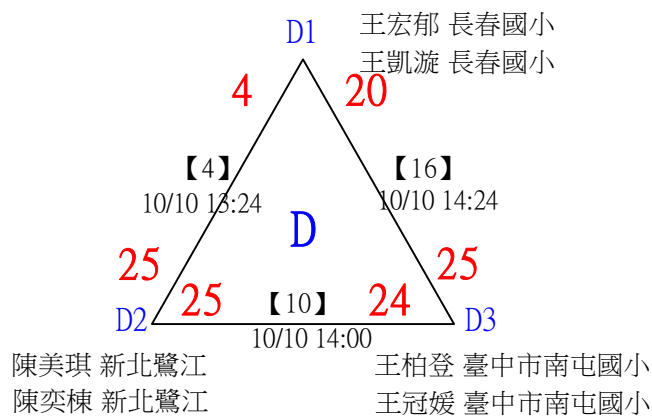 D1
王宏郁 長春國小
王凱漩 長春國小
4
20
【4】
10/10 13:24
【16】
10/10 14:24
D
25
25
25
【10】
24
D2
10/10 14:00
D3
陳美琪 新北鷺江
陳奕棟 新北鷺江
王柏登 臺中市南屯國小
王冠媛 臺中市南屯國小